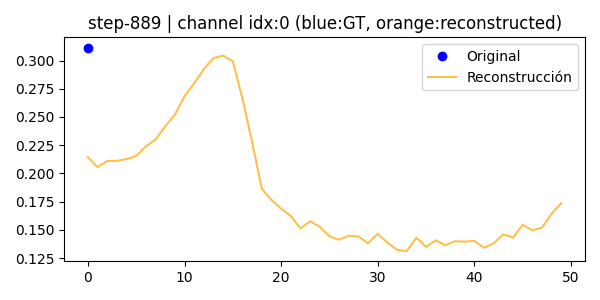 step-889 | channel idx:0 (blue:GT, orange:reconstructed)
0.300
0.275
0.250
0.225
0.200
0.175
0.150
0.125
Original
Reconstrucción
0 10 20 30 40 50